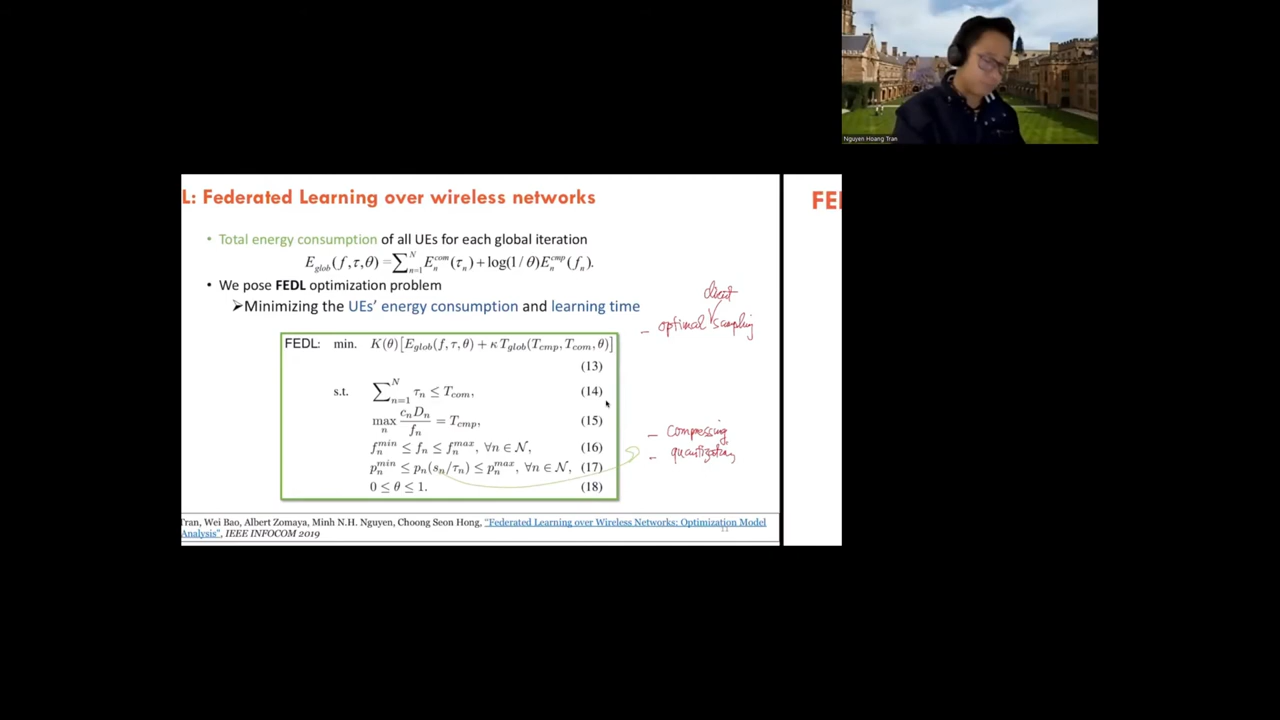 Nguyen Hoang Tran
L: Federated Learning over wireless networks
FE
• Total energy consumption of all UEs for each global iteration
E_glob(f,τ,θ) = ∑_{n=1}^{N} E_n^{com}(τ_n) + log(1/θ)E_n^{cmp}(f_n).
• We pose FEDL optimization problem
➢Minimizing the UEs' energy consumption and learning time
client
- optimal sampling
FEDL: min. K(θ)[E_glob(f,τ,θ) + κ T_glob(T_cmp, T_com, θ)]
(13)
s.t. ∑_{n=1}^{N} τ_n ≤ T_com, (14)
max_n c_n D_n / f_n = T_cmp, (15)
f_n^{min} ≤ f_n ≤ f_n^{max}, ∀n ∈ N, (16)
p_n^{min} ≤ p_n(s_n/τ_n) ≤ p_n^{max}, ∀n ∈ N, (17)
0 ≤ θ ≤ 1. (18)
- Compressing
- quantization
Tran, Wei Bao, Albert Zomaya, Minh N.H. Nguyen, Choong Seon Hong, "Federated Learning over Wireless Networks: Optimization Model
Analysis", IEEE INFOCOM 2019
11